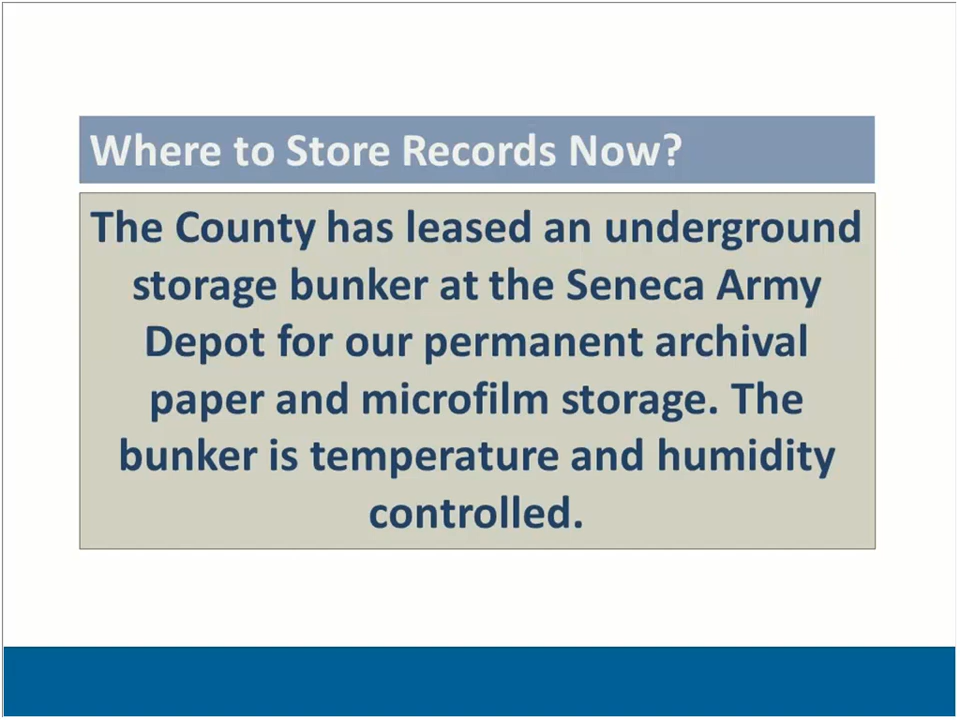 Where to Store Records Now?
The County has leased an underground
storage bunker at the Seneca Army
Depot for our permanent archival
paper and microfilm storage. The
bunker is temperature and humidity
controlled.